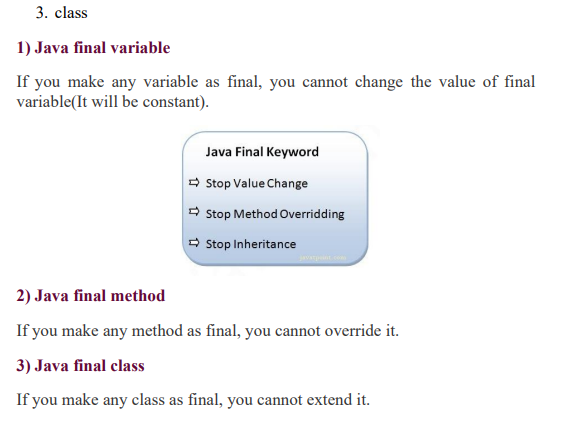 3. class
1) Java final variable
If you make any variable as final, you cannot change the value of final
variable(It will be constant).
Java Final Keyword
⇨ Stop Value Change
⇨ Stop Method Overridding
⇨ Stop Inheritance
2) Java final method
If you make any method as final, you cannot override it.
3) Java final class
If you make any class as final, you cannot extend it.